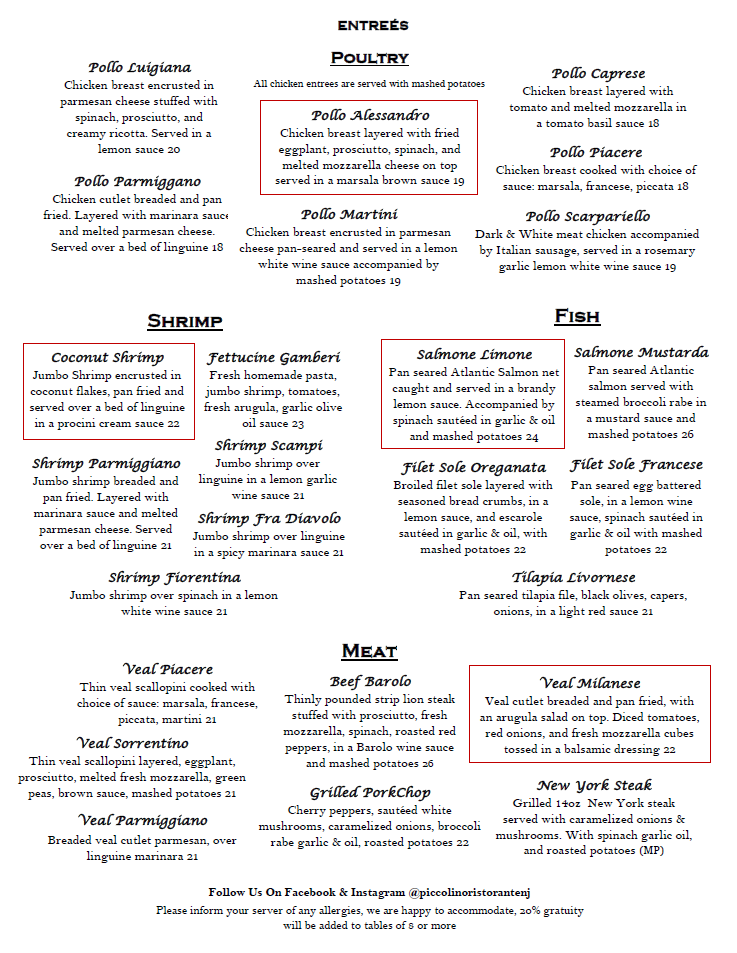 ENTREÉS
Poultry
All chicken entrees are served with mashed potatoes
Pollo Luigiana
Chicken breast encrusted in
parmesan cheese stuffed with
spinach, prosciutto, and
creamy ricotta. Served in a
lemon sauce 20
Pollo Parmiggano
Chicken cutlet breaded and pan
fried. Layered with marinara sauce
and melted parmesan cheese.
Served over a bed of linguine 18
Pollo Alessandro
Chicken breast layered with fried
eggplant, prosciutto, spinach, and
melted mozzarella cheese on top
served in a marsala brown sauce 19
Pollo Martini
Chicken breast encrusted in parmesan
cheese pan-seared and served in a lemon
white wine sauce accompanied by
mashed potatoes 19
Pollo Caprese
Chicken breast layered with
tomato and melted mozzarella in
a tomato basil sauce 18
Pollo Piacere
Chicken breast cooked with choice of
sauce: marsala, francese, piccata 18
Pollo Scarpariello
Dark & White meat chicken accompanied
by Italian sausage, served in a rosemary
garlic lemon white wine sauce 19
Shrimp
Coconut Shrimp
Jumbo Shrimp encrusted in
coconut flakes, pan fried and
served over a bed of linguine
in a procini cream sauce 22
Shrimp Parmiggiano
Jumbo shrimp breaded and
pan fried. Layered with
marinara sauce and melted
parmesan cheese. Served
over a bed of linguine 21
Fettucine Gamberi
Fresh homemade pasta,
jumbo shrimp, tomatoes,
fresh arugula, garlic olive
oil sauce 23
Shrimp Scampi
Jumbo shrimp over
linguine in a lemon garlic
wine sauce 21
Shrimp Fra Diavolo
Jumbo shrimp over linguine
in a spicy marinara sauce 21
Shrimp Fiorentina
Jumbo shrimp over spinach in a lemon
white wine sauce 21
Fish
Salmone Limone
Pan seared Atlantic Salmon net
caught and served in a brandy
lemon sauce. Accompanied by
spinach sautéed in garlic & oil
and mashed potatoes 24
Filet Sole Oreganata
Broiled filet sole layered with
seasoned bread crumbs, in a
lemon sauce, and escarole
sautéed in garlic & oil, with
mashed potatoes 22
Salmone Mustarda
Pan seared Atlantic
salmon served with
steamed broccoli rabe in
a mustard sauce and
mashed potatoes 26
Filet Sole Francese
Pan seared egg battered
sole, in a lemon wine
sauce, spinach sautéed in
garlic & oil with mashed
potatoes 22
Tilapia Livornese
Pan seared tilapia file, black olives, capers,
onions, in a light red sauce 21
Meat
Veal Piacere
Thin veal scallopini cooked with
choice of sauce: marsala, francese,
piccata, martini 21
Veal Sorrentino
Thin veal scallopini layered, eggplant,
prosciutto, melted fresh mozzarella, green
peas, brown sauce, mashed potatoes 21
Veal Parmiggiano
Breaded veal cutlet parmesan, over
linguine marinara 21
Beef Barolo
Thinly pounded strip lion steak
stuffed with prosciutto, fresh
mozzarella, spinach, roasted red
peppers, in a Barolo wine sauce
and mashed potatoes 26
Grilled PorkChop
Cherry peppers, sautéed white
mushrooms, caramelized onions, broccoli
rabe garlic & oil, roasted potatoes 22
Veal Milanese
Veal cutlet breaded and pan fried, with
an arugula salad on top. Diced tomatoes,
red onions, and fresh mozzarella cubes
tossed in a balsamic dressing 22
New York Steak
Grilled 14oz New York steak
served with caramelized onions &
mushrooms. With spinach garlic oil,
and roasted potatoes (MP)
Follow Us On Facebook & Instagram @piccolinoristorantenj
Please inform your server of any allergies, we are happy to accommodate, 20% gratuity
will be added to tables of 8 or more